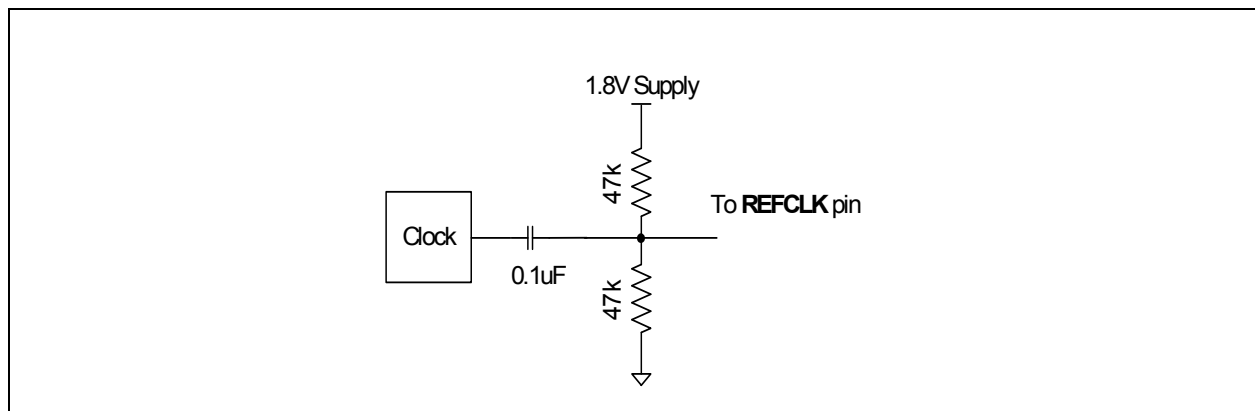 1.8V Supply
47k
To REFCLK pin
Clock
0.1uF
47k